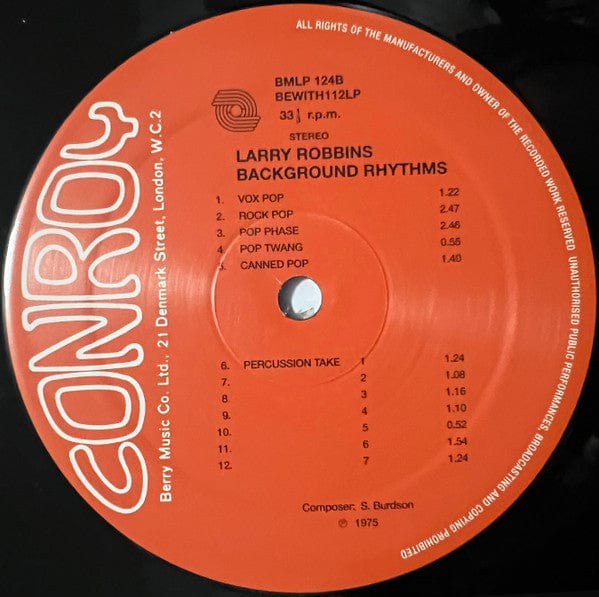 CONROY
Berry Music Co. Ltd., 21 Denmark Street, London, W.C.2
ALL RIGHTS OF THE MANUFACTURERS AND OWNER OF THE RECORDED WORK RESERVED UNAUTHORISED PUBLIC PERFORMANCES, BROADCASTING AND COPYING PROHIBITED
BMLP 124B
BEWITH112LP
33⅓ r.p.m.
STEREO
LARRY ROBBINS
BACKGROUND RHYTHMS
1. VOX POP 1.22
2. ROCK POP 2.47
3. POP PHASE 2.46
4. POP TWANG 0.55
5. CANNED POP 1.40
6. PERCUSSION TAKE 1 1.24
7. 2 1.08
8. 3 1.16
9. 4 1.10
10. 5 0.52
11. 6 1.54
12. 7 1.24
Composer: S. Burdson
℗ 1975